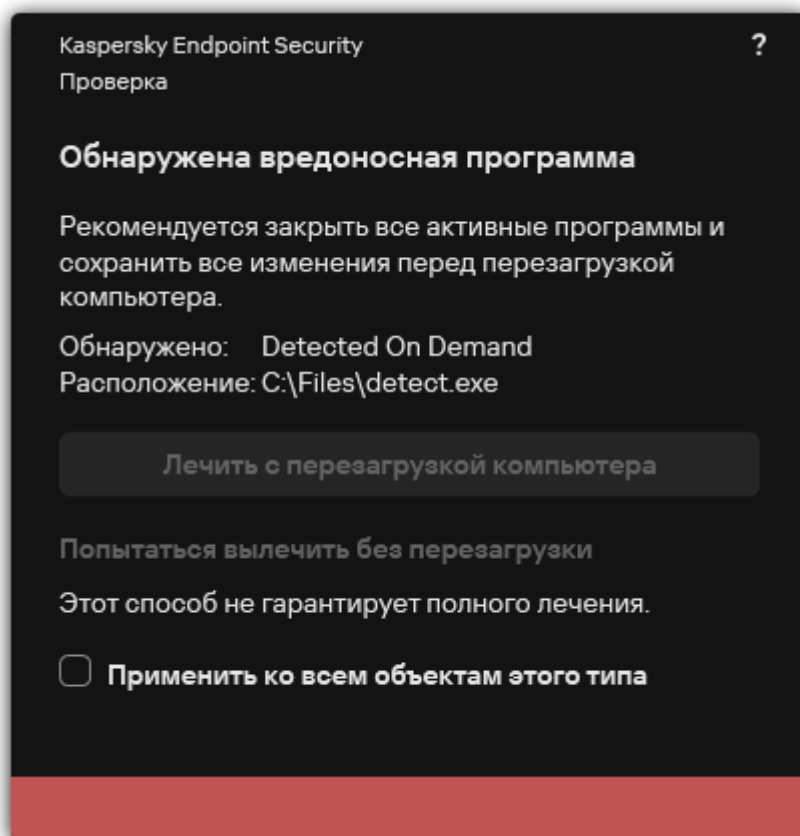 Kaspersky Endpoint Security
?
Проверка
Обнаружена вредоносная программа
Рекомендуется закрыть все активные программы и
сохранить все изменения перед перезагрузкой
компьютера.
Обнаружено: Detected On Demand
Расположение: C:\Files\detect.exe
Лечить с перезагрузкой компьютера
Попытаться вылечить без перезагрузки
Этот способ не гарантирует полного лечения.
Применить ко всем объектам этого типа